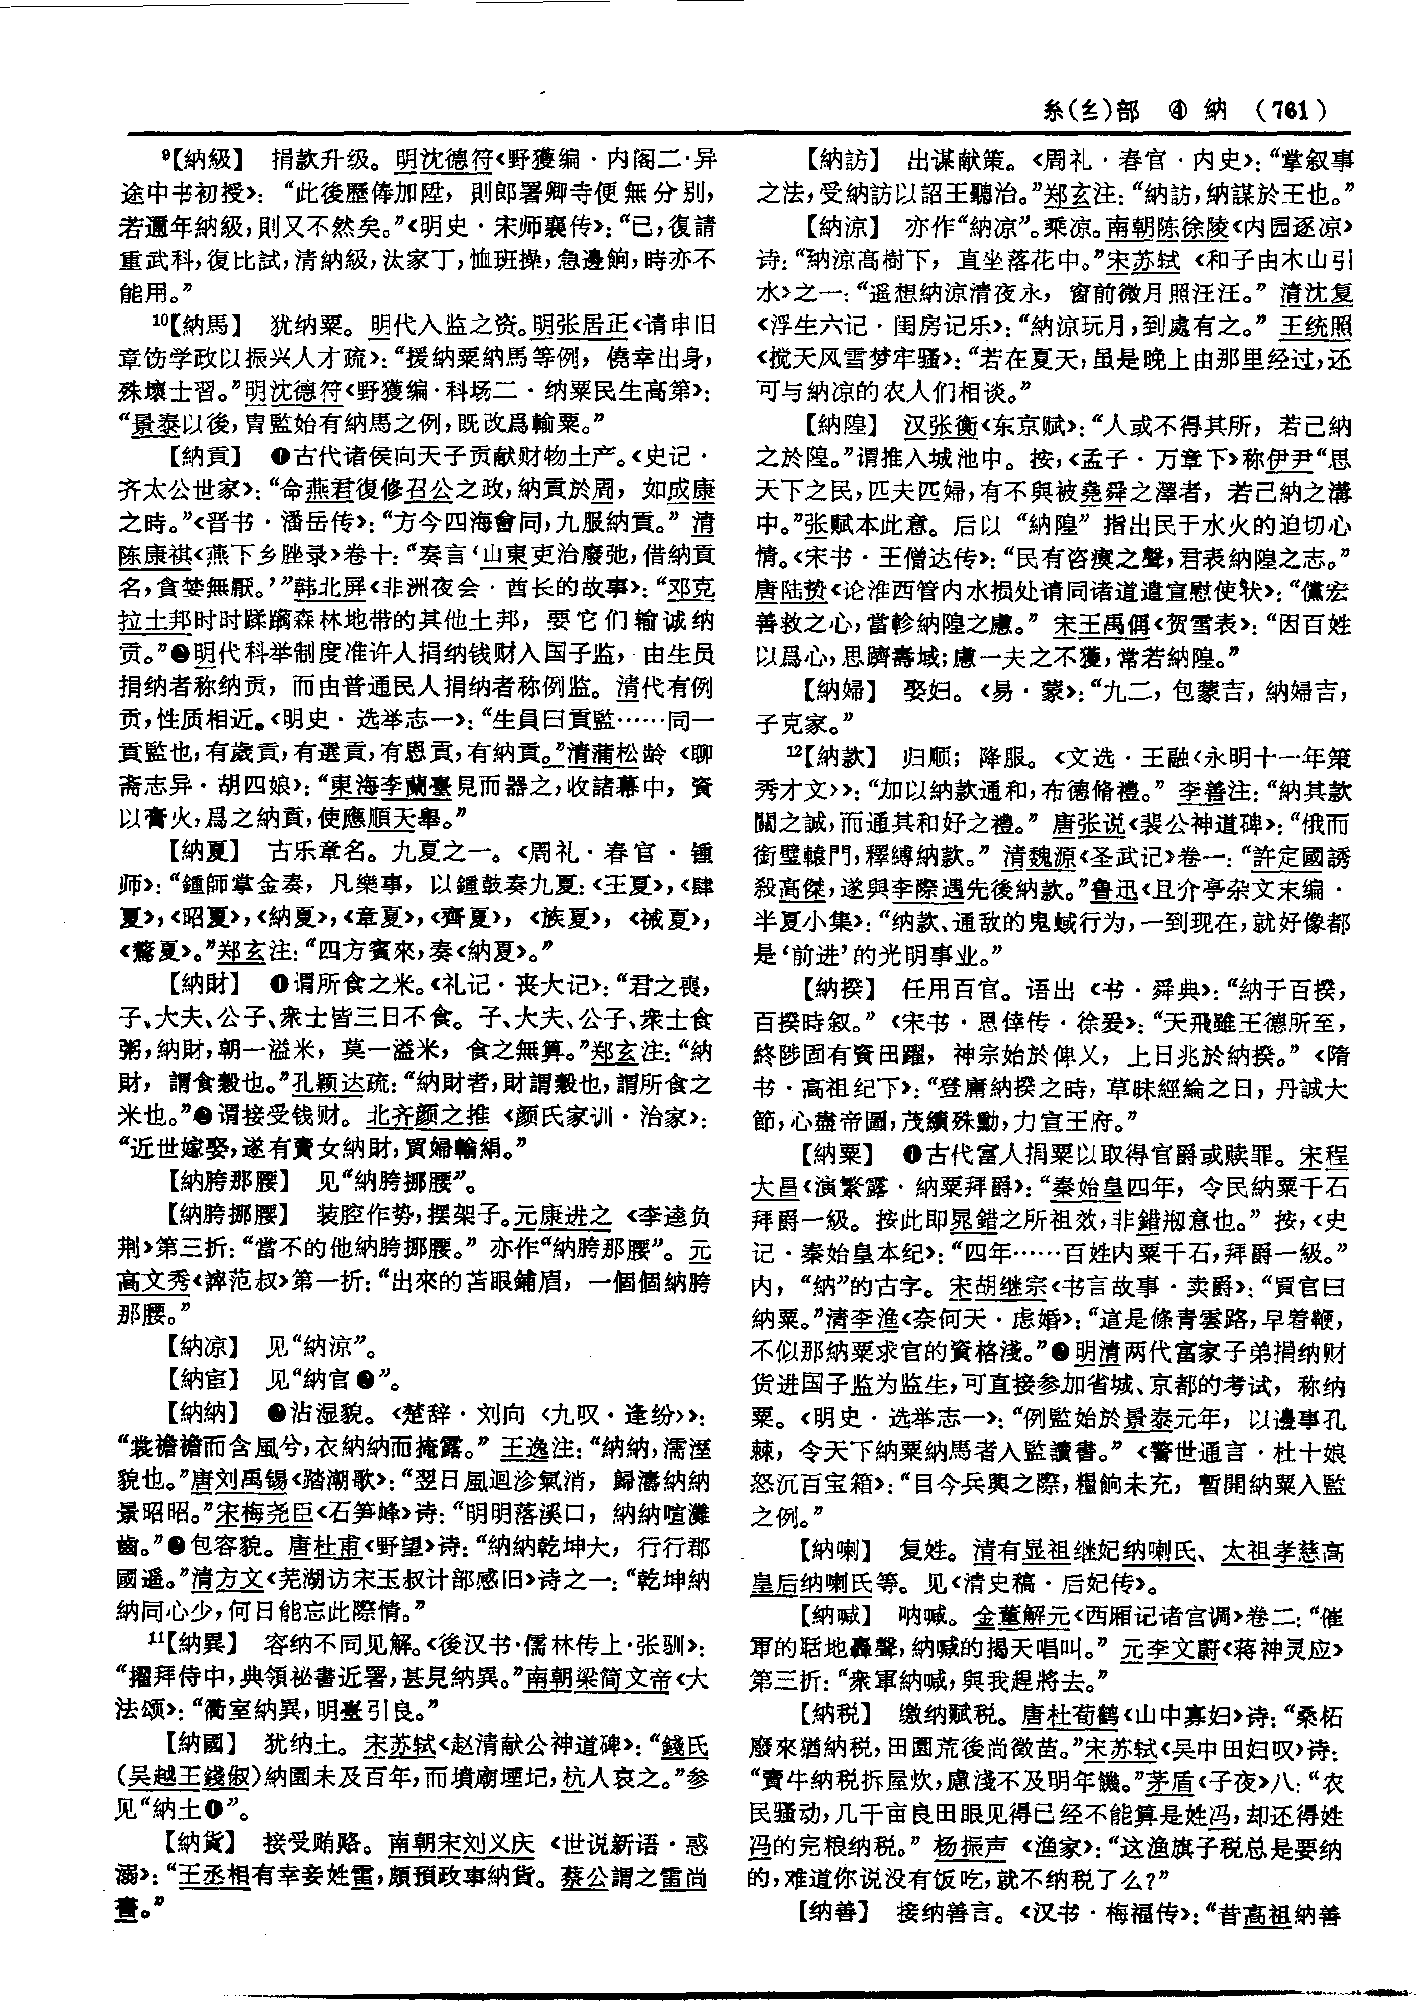 糸(糹)部 ④ 納 (761)
⁹【納級】 捐款升级。明沈德符《野獲编·内阁二·异
途中书初授》：“此後歷俸加陞，則郎署卿寺便無分别，
若邇年納級，則又不然矣。”《明史·宋师襄传》：“已，復請
重武科，復比試，清納級，汰家丁，恤班操，急邊餉，時亦不
能用。”
¹⁰【納馬】 犹纳粟。明代入监之资。明张居正《请申旧
章饬学政以振兴人才疏》：“援納粟納馬等例，僥幸出身，
殊壞士習。”明沈德符《野獲编·科场二·纳粟民生高第》：
“景泰以後，胄監始有納馬之例，既改爲輸粟。”
【納貢】 ❶古代诸侯向天子贡献财物土产。《史记·
齐太公世家》：“命燕君復修召公之政，納貢於周，如成康
之時。”《晋书·潘岳传》：“方今四海會同，九服納貢。”清
陈康祺《燕下乡脞录》卷十：“奏言‘山東吏治廢弛，借納貢
名，貪婪無厭。’”韩北屏《非洲夜会·酋长的故事》：“邓克
拉土邦时时蹂躏森林地带的其他土邦，要它们输诚纳
贡。”❷明代科举制度准许人捐纳钱财入国子监，由生员
捐纳者称纳贡，而由普通民人捐纳者称例监。清代有例
贡，性质相近。《明史·选举志一》：“生員曰貢監……同一
貢監也，有歲貢，有選貢，有恩貢，有納貢。”清蒲松龄《聊
斋志异·胡四娘》：“東海李蘭臺見而器之，收諸幕中，資
以膏火，爲之納貢，使應順天舉。”
【納夏】 古乐章名。九夏之一。《周礼·春官·锺
师》：“鍾師掌金奏，凡樂事，以鍾鼓奏九夏：《王夏》，《肆
夏》，《昭夏》，《納夏》，《章夏》，《齊夏》，《族夏》，《祴夏》，
《驁夏》。”郑玄注：“四方賓來，奏《納夏》。”
【納財】 ❶谓所食之米。《礼记·丧大记》：“君之喪，
子、大夫、公子、衆士皆三日不食。子、大夫、公子、衆士食
粥，納財，朝一溢米，莫一溢米，食之無算。”郑玄注：“納
財，謂食穀也。”孔颖达疏：“納財者，財謂穀也，謂所食之
米也。”❷谓接受钱财。北齐颜之推《颜氏家训·治家》：
“近世嫁娶，遂有賣女納財，買婦輸絹。”
【納胯那腰】 见“納胯挪腰”。
【納胯挪腰】 装腔作势，摆架子。元康进之《李逵负
荆》第三折：“當不的他納胯挪腰。”亦作“納胯那腰”。元
高文秀《谇范叔》第一折：“出來的苫眼鋪眉，一個個納胯
那腰。”
【納凉】 见“納涼”。
【納宦】 见“納官❷”。
【納納】 ❶沾湿貌。《楚辞·刘向〈九叹·逢纷〉》：
“裳襜襜而含風兮，衣納納而掩露。”王逸注：“納納，濡溼
貌也。”唐刘禹锡《踏潮歌》：“翌日風迴沴氣消，歸濤納納
景昭昭。”宋梅尧臣《石笋峰》诗：“明明落溪口，納納喧灘
齒。”❷包容貌。唐杜甫《野望》诗：“納納乾坤大，行行郡
國遥。”清方文《芜湖访宋玉叔计部感旧》诗之一：“乾坤納
納同心少，何日能忘此際情。”
¹¹【納異】 容纳不同见解。《後汉书·儒林传上·张驯》：
“擢拜侍中，典領祕書近署，甚見納異。”南朝梁简文帝《大
法颂》：“衢室納異，明臺引良。”
【納國】 犹纳土。宋苏轼《赵清献公神道碑》：“錢氏
（吴越王錢俶）納國未及百年，而墳廟堙圮，杭人哀之。”参
见“納土❶”。
【納貨】 接受贿赂。南朝宋刘义庆《世说新语·惑
溺》：“王丞相有幸妾姓雷，頗預政事納貨。蔡公謂之雷尚
書。”
【納訪】 出谋献策。《周礼·春官·内史》：“掌叙事
之法，受納訪以詔王聽治。”郑玄注：“納訪，納謀於王也。”
【納涼】 亦作“納凉”。乘凉。南朝陈徐陵《内园逐凉》
诗：“納涼高樹下，直坐落花中。”宋苏轼《和子由木山引
水》之一：“遥想納涼清夜永，窗前微月照汪汪。”清沈复
《浮生六记·闺房记乐》：“納涼玩月，到處有之。”王统照
《搅天风雪梦牢骚》：“若在夏天，虽是晚上由那里经过，还
可与納凉的农人们相谈。”
【納隍】 汉张衡《东京赋》：“人或不得其所，若己納
之於隍。”谓推入城池中。按，《孟子·万章下》称伊尹“思
天下之民，匹夫匹婦，有不與被堯舜之澤者，若己納之溝
中。”张赋本此意。后以“納隍”指出民于水火的迫切心
情。《宋书·王僧达传》：“民有咨瘼之聲，君表納隍之志。”
唐陆贽《论淮西管内水损处请同诸道遣宣慰使状》：“儻宏
善救之心，當軫納隍之慮。”宋王禹偁《贺雪表》：“因百姓
以爲心，思躋壽域；慮一夫之不獲，常若納隍。”
【納婦】 娶妇。《易·蒙》：“九二，包蒙吉，納婦吉，
子克家。”
¹²【納款】 归顺；降服。《文选·王融〈永明十一年策
秀才文〉》：“加以納款通和，布德脩禮。”李善注：“納其款
關之誠，而通其和好之禮。”唐张说《裴公神道碑》：“俄而
銜璧轅門，釋縛納款。”清魏源《圣武记》卷一：“許定國誘
殺高傑，遂與李際遇先後納款。”鲁迅《且介亭杂文末编·
半夏小集》：“纳款、通敌的鬼蜮行为，一到现在，就好像都
是‘前进’的光明事业。”
【納揆】 任用百官。语出《书·舜典》：“納于百揆，
百揆時叙。”《宋书·恩倖传·徐爰》：“天飛雖王德所至，
終陟固有資田躍，神宗始於俾乂，上日兆於納揆。”《隋
书·高祖纪下》：“登庸納揆之時，草昧經綸之日，丹誠大
節，心盡帝圖，茂績殊勳，力宣王府。”
【納粟】 ❶古代富人捐粟以取得官爵或赎罪。宋程
大昌《演繁露·納粟拜爵》：“秦始皇四年，令民納粟千石
拜爵一級。按此即晁錯之所祖效，非錯剏意也。”按，《史
记·秦始皇本纪》：“四年……百姓内粟千石，拜爵一級。”
内，“納”的古字。宋胡继宗《书言故事·卖爵》：“買官曰
納粟。”清李渔《奈何天·虑婚》：“這是條青雲路，早着鞭，
不似那納粟求官的資格淺。”❷明清两代富家子弟捐纳财
货进国子监为监生，可直接参加省城、京都的考试，称纳
粟。《明史·选举志一》：“例監始於景泰元年，以邊事孔
棘，令天下納粟納馬者入監讀書。”《警世通言·杜十娘
怒沉百宝箱》：“目今兵興之際，糧餉未充，暫開納粟入監
之例。”
【納喇】 复姓。清有显祖继妃纳喇氏、太祖孝慈高
皇后纳喇氏等。见《清史稿·后妃传》。
【納喊】 呐喊。金董解元《西厢记诸宫调》卷二：“催
軍的聒地轟聲，納喊的揭天唱叫。”元李文蔚《蒋神灵应》
第三折：“衆軍納喊，與我趕將去。”
【納税】 缴纳赋税。唐杜荀鹤《山中寡妇》诗：“桑柘
廢來猶納税，田園荒後尚徵苗。”宋苏轼《吴中田妇叹》诗：
“賣牛納税拆屋炊，慮淺不及明年饑。”茅盾《子夜》八：“农
民骚动，几千亩良田眼见得已经不能算是姓冯，却还得姓
冯的完粮纳税。”杨振声《渔家》：“这渔旗子税总是要纳
的，难道你说没有饭吃，就不纳税了么？”
【納善】 接纳善言。《汉书·梅福传》：“昔高祖納善